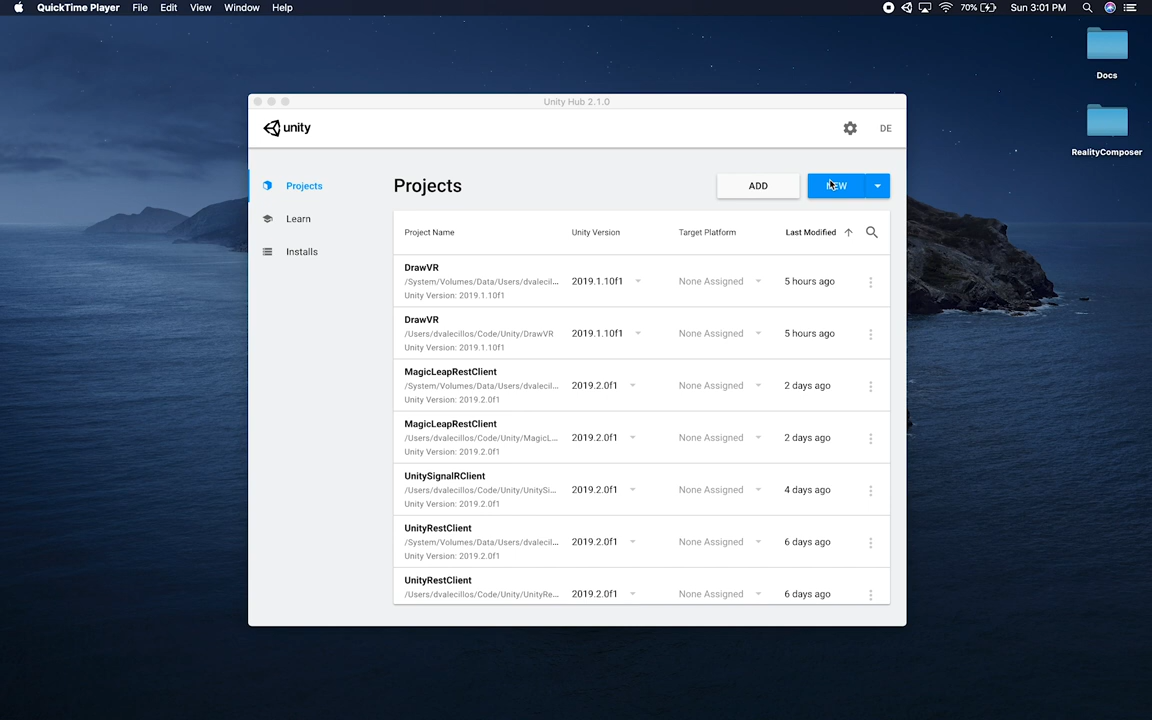 QuickTime Player File Edit View Window Help 70% Sun 3:01 PM
Docs
RealityComposer
Unity Hub 2.1.0
unity DE
Projects
Learn
Installs
Projects ADD NEW
Project Name Unity Version Target Platform Last Modified
DrawVR
/System/Volumes/Data/Users/dvalecil... 2019.1.10f1 None Assigned 5 hours ago
Unity Version: 2019.1.10f1
DrawVR
/Users/dvalecillos/Code/Unity/DrawVR 2019.1.10f1 None Assigned 5 hours ago
Unity Version: 2019.1.10f1
MagicLeapRestClient
/System/Volumes/Data/Users/dvalecil... 2019.2.0f1 None Assigned 2 days ago
Unity Version: 2019.2.0f1
MagicLeapRestClient
/Users/dvalecillos/Code/Unity/MagicL... 2019.2.0f1 None Assigned 2 days ago
Unity Version: 2019.2.0f1
UnitySignalRClient
/Users/dvalecillos/Code/Unity/UnitySi... 2019.2.0f1 None Assigned 4 days ago
Unity Version: 2019.2.0f1
UnityRestClient
/System/Volumes/Data/Users/dvalecil... 2019.2.0f1 None Assigned 6 days ago
Unity Version: 2019.2.0f1
UnityRestClient
/Users/dvalecillos/Code/Unity/UnityRe... 2019.2.0f1 None Assigned 6 days ago